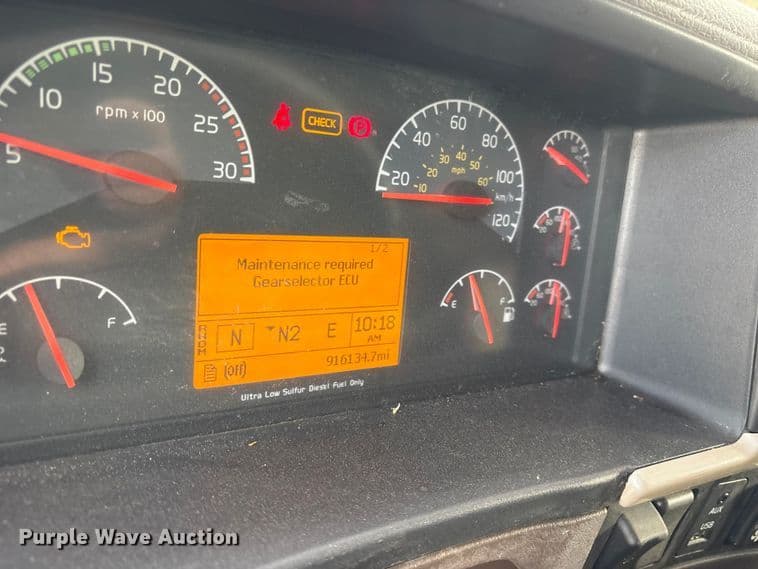 10 15 20 25 30
5
rpm x 100
CHECK
P
20 40 60 80 100 120
km/h
10 20 30 40 50 60
mph
E F
E F
1/2
Maintenance required
Gearselector ECU
R
N
D
M
N N2 E 10:18
AM
(Off) 916134.7mi
Ultra Low Sulfur Diesel Fuel Only
AUX
USB
Purple Wave Auction